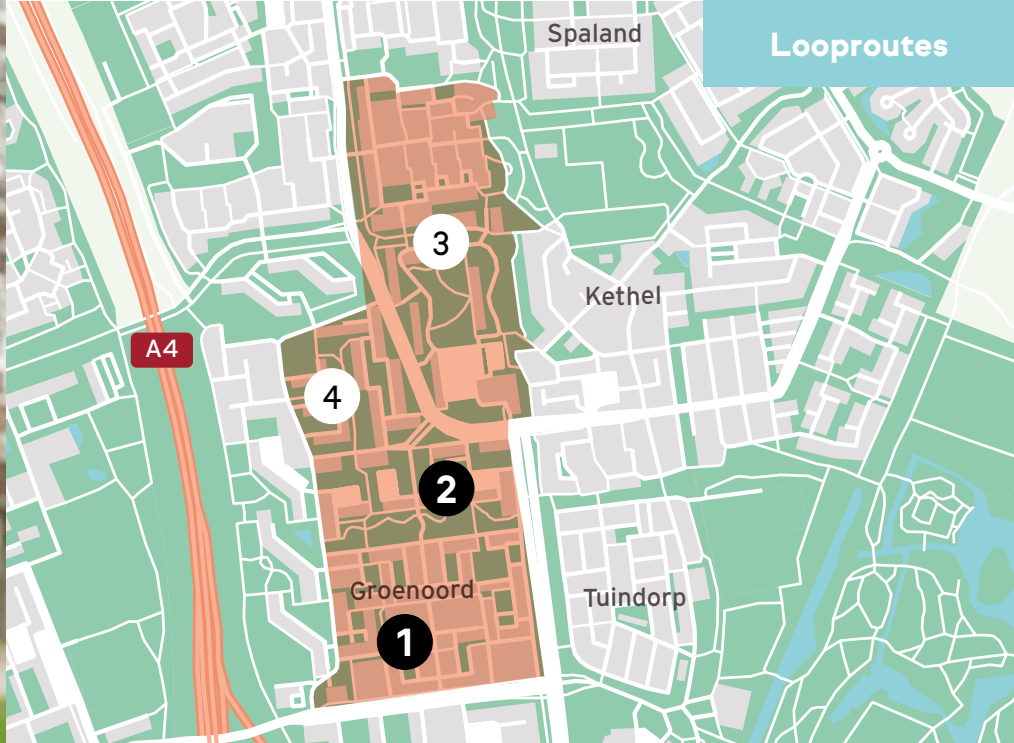 Spaland
Looproutes
3
Kethel
A4
4
2
Groenoord
Tuindorp
1